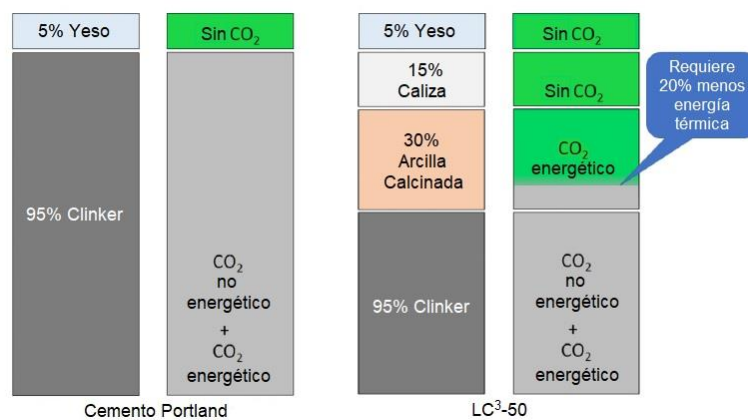 5% Yeso
95% Clinker
Sin CO₂
CO₂
no
energético
+
CO₂
energético
Cemento Portland
5% Yeso
15%
Caliza
30%
Arcilla
Calcinada
95% Clinker
Sin CO₂
Sin CO₂
CO₂
energético
CO₂
no
energético
+
CO₂
energético
Requiere
20% menos
energía
térmica
LC³-50